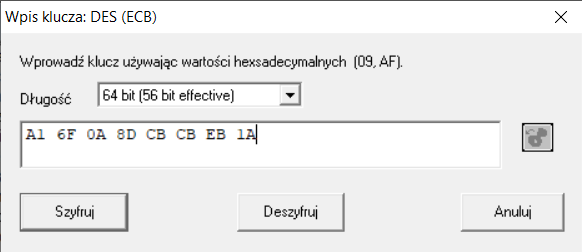 Wpis klucza: DES (ECB)
Wprowadź klucz używając wartości hexsadecymalnych (09, AF).
Długość 64 bit (56 bit effective)
A1 6F 0A 8D CB CB EB 1A
Szyfruj Deszyfruj Anuluj